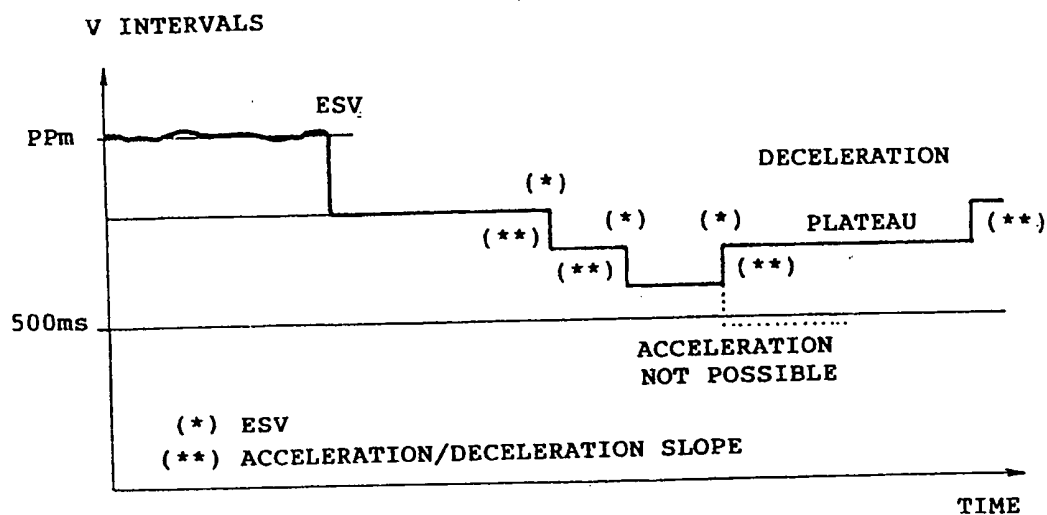 V INTERVALS
ESV
PPm
DECELERATION
(*)
(*)
(*)
PLATEAU
(**)
(**)
(**)
(**)
500ms
ACCELERATION
NOT POSSIBLE
(*) ESV
(**) ACCELERATION/DECELERATION SLOPE
TIME